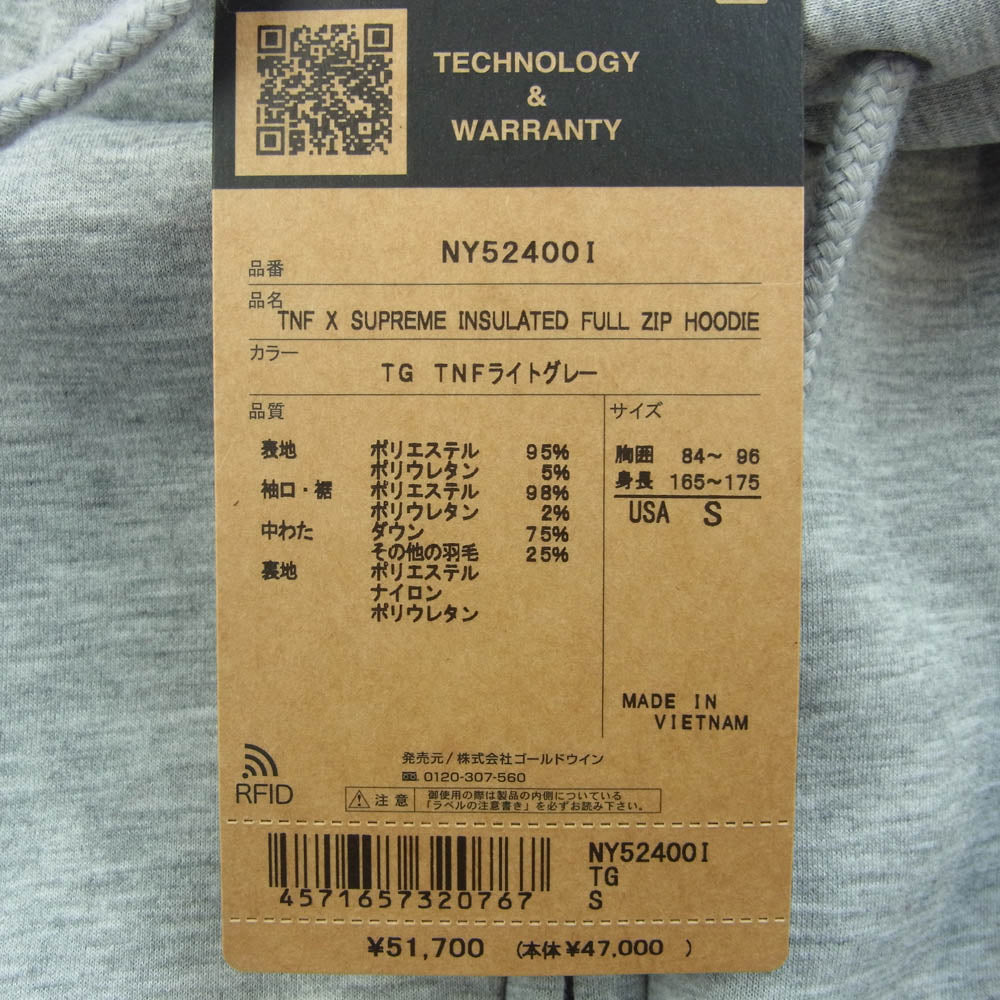 TECHNOLOGY
&
WARRANTY
品番 NY52400I
品名 TNF X SUPREME INSULATED FULL ZIP HOODIE
カラー TG TNFライトグレー
品質
表地 ポリエステル 95%
ポリウレタン 5%
袖口・裾 ポリエステル 98%
ポリウレタン 2%
中わた ダウン 75%
その他の羽毛 25%
裏地 ポリエステル
ナイロン
ポリウレタン
サイズ
胸囲 84～ 96
身長 165～175
USA S
MADE IN
VIETNAM
RFID
発売元/株式会社ゴールドウイン
0120-307-560
注意
御使用の際は製品の内側についている
「ラベルの注意書き」を必ずお読み下さい。
4571657320767
NY52400I
TG
S
¥51,700 (本体¥47,000 )